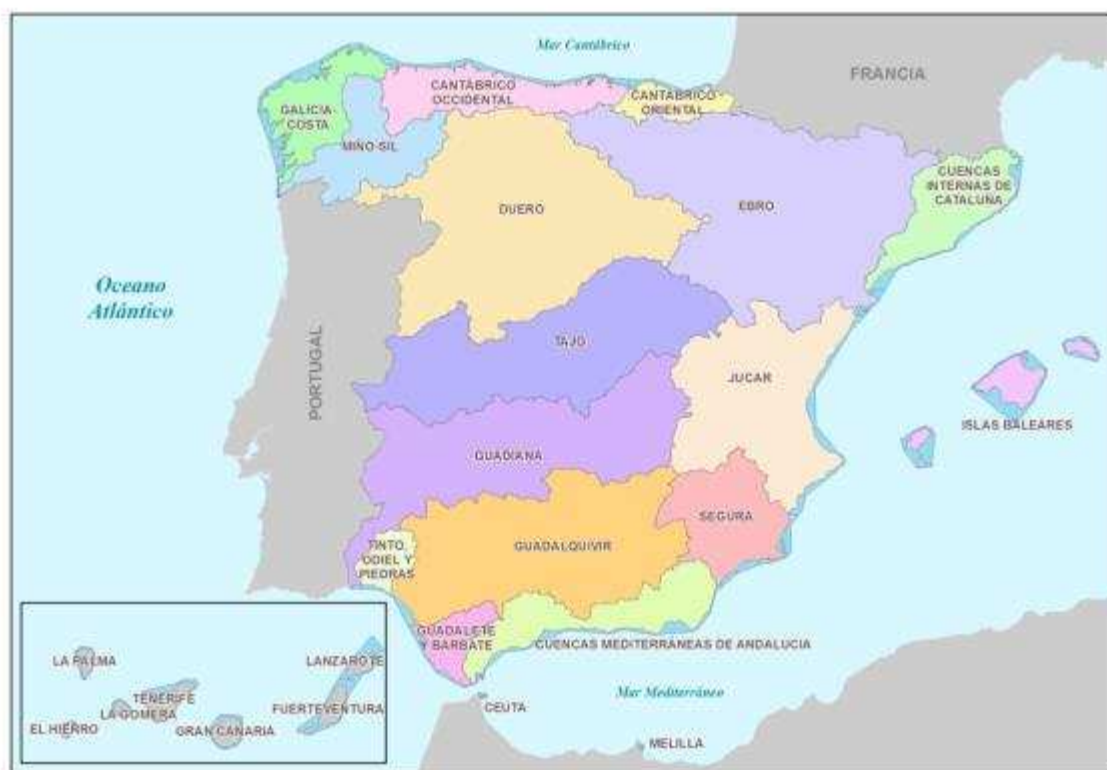 Mar Cantábrico
FRANCIA
CANTÁBRICO
OCCIDENTAL
CANTÁBRICO
ORIENTAL
GALICIA-
COSTA
MIÑO-SIL
CUENCAS
INTERNAS DE
CATALUÑA
DUERO
EBRO
Oceano
Atlántico
TAJO
PORTUGAL
JUCAR
ISLAS BALEARES
GUADIANA
SEGURA
TINTO,
ODIEL Y
PIEDRAS
GUADALQUIVIR
GUADALETE
Y BARBATE
CUENCAS MEDITERRÁNEAS DE ANDALUCIA
LA PALMA
LANZAROTE
TENERIFE
LA GOMERA
FUERTEVENTURA
EL HIERRO
GRAN CANARIA
Mar Mediterráneo
CEUTA
MELILLA